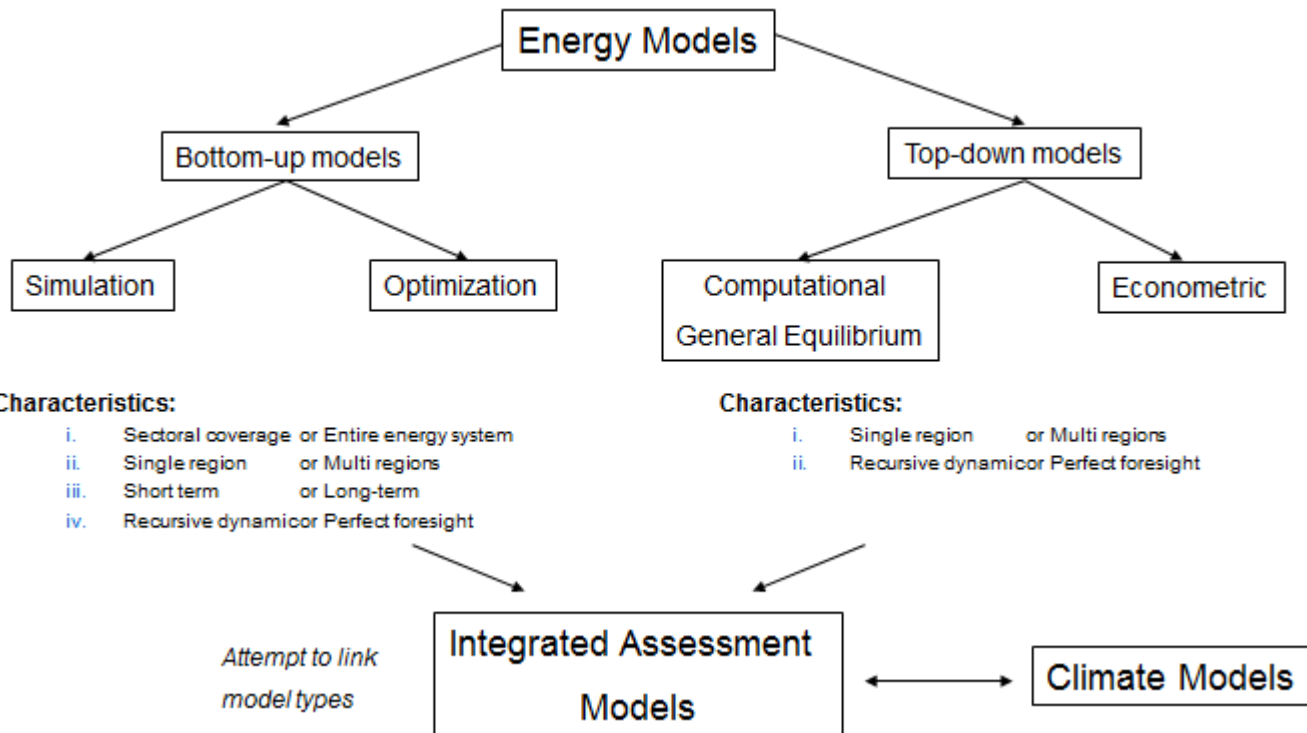 Energy Models
Bottom-up models
Top-down models
Simulation
Optimization
Computational
General Equilibrium
Econometric
Characteristics:
i. Sectoral coverage or Entire energy system
ii. Single region or Multi regions
iii. Short term or Long-term
iv. Recursive dynamicor Perfect foresight
Characteristics:
i. Single region or Multi regions
ii. Recursive dynamicor Perfect foresight
Attempt to link
model types
Integrated Assessment
Models
Climate Models